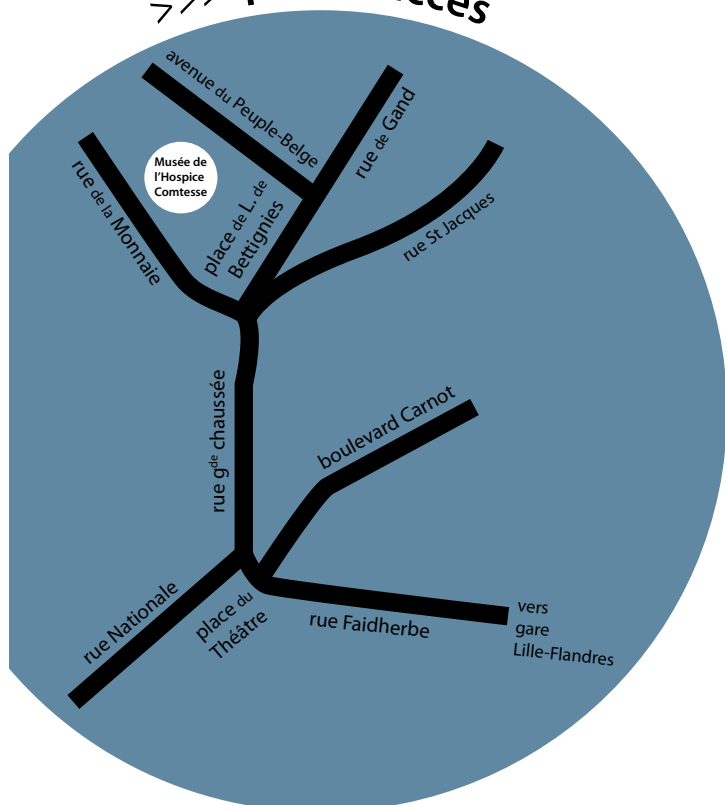 >>>
avenue du Peuple-Belge
rue de Gand
Musée de
l'Hospice
Comtesse
rue de la Monnaie
place de L. de
Bettignies
rue St Jacques
rue gde chaussée
boulevard Carnot
rue Nationale
place du
Théâtre
rue Faidherbe
vers
gare
Lille-Flandres